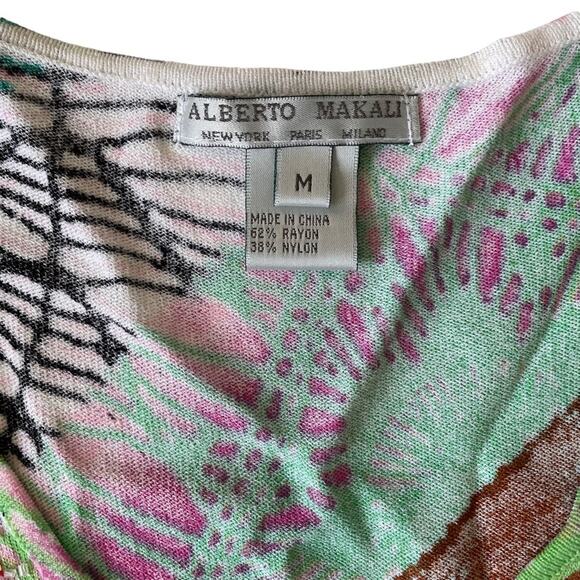 ALBERTO MAKALI
NEW YORK PARIS MILANO
M
MADE IN CHINA
62% RAYON
38% NYLON